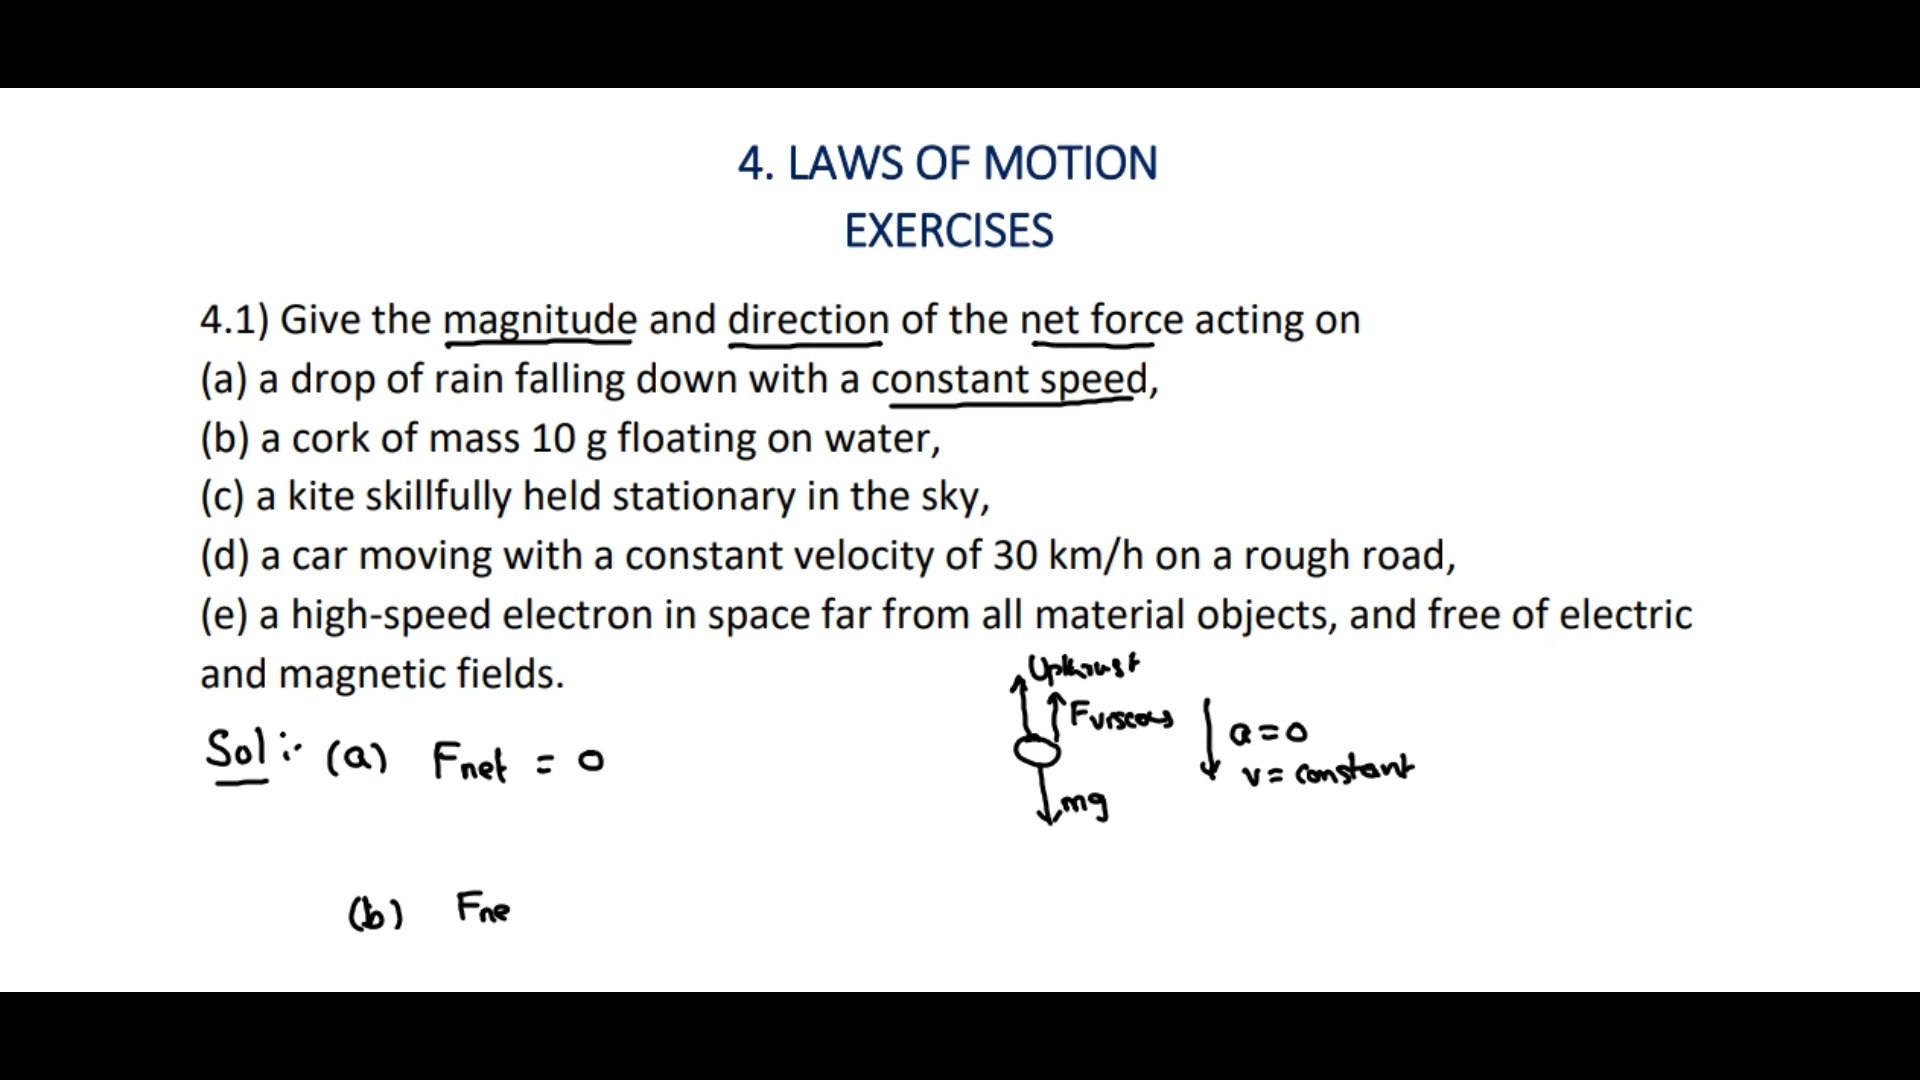 4. LAWS OF MOTION
EXERCISES
4.1) Give the magnitude and direction of the net force acting on
(a) a drop of rain falling down with a constant speed,
(b) a cork of mass 10 g floating on water,
(c) a kite skillfully held stationary in the sky,
(d) a car moving with a constant velocity of 30 km/h on a rough road,
(e) a high-speed electron in space far from all material objects, and free of electric
and magnetic fields.
Upthrust
Fviscous
Sol:- (a) Fnet = 0
a=0
v= constant
mg
(b) Fne